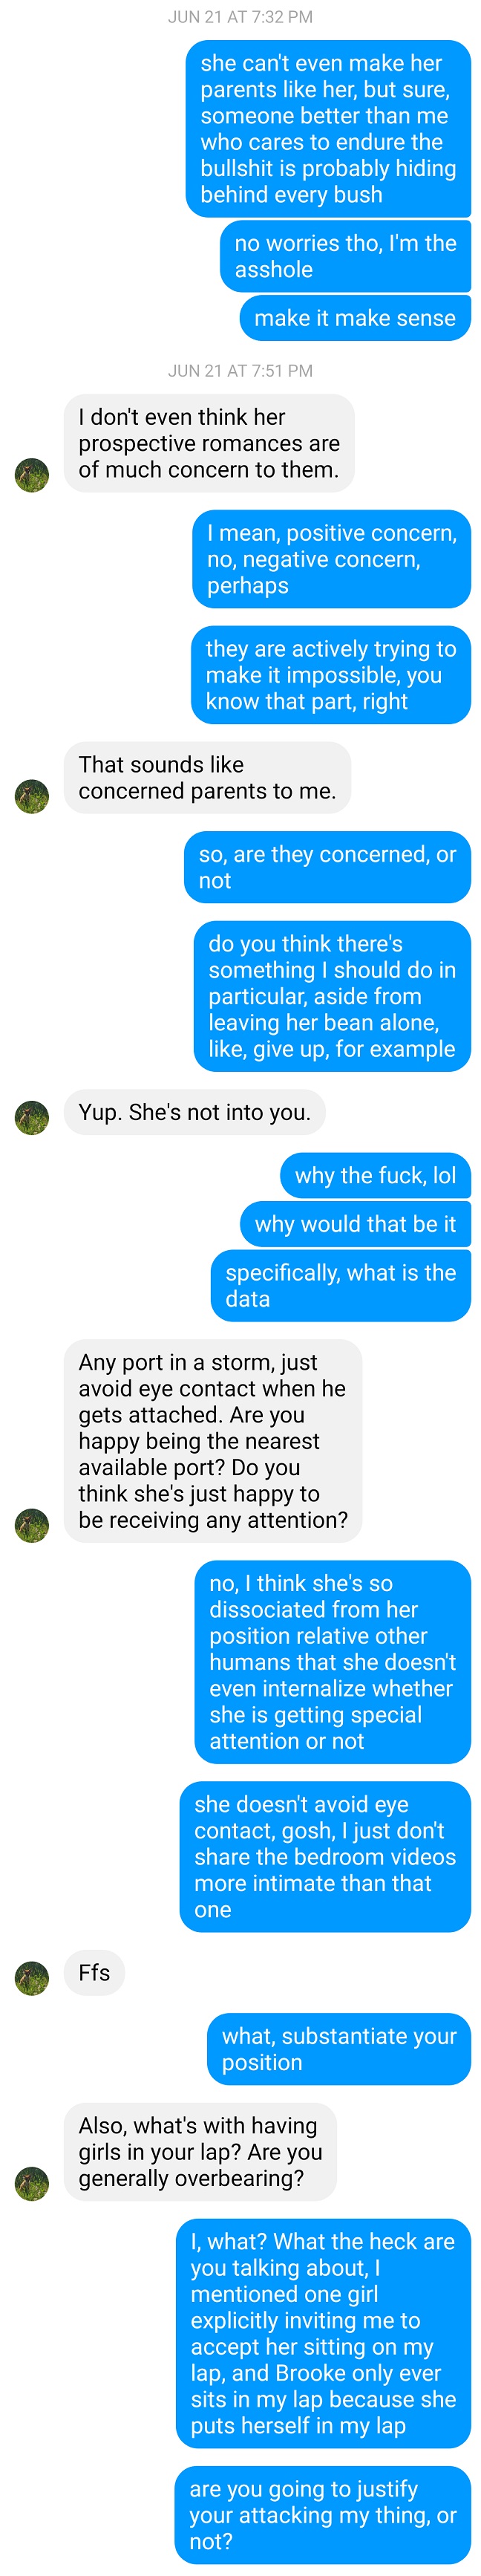 JUN 21 AT 7:32 PM
she can't even make her
parents like her, but sure,
someone better than me
who cares to endure the
bullshit is probably hiding
behind every bush
no worries tho, I'm the
asshole
make it make sense
JUN 21 AT 7:51 PM
I don't even think her
prospective romances are
of much concern to them.
I mean, positive concern,
no, negative concern,
perhaps
they are actively trying to
make it impossible, you
know that part, right
That sounds like
concerned parents to me.
so, are they concerned, or
not
do you think there's
something I should do in
particular, aside from
leaving her bean alone,
like, give up, for example
Yup. She's not into you.
why the fuck, lol
why would that be it
specifically, what is the
data
Any port in a storm, just
avoid eye contact when he
gets attached. Are you
happy being the nearest
available port? Do you
think she's just happy to
be receiving any attention?
no, I think she's so
dissociated from her
position relative other
humans that she doesn't
even internalize whether
she is getting special
attention or not
she doesn't avoid eye
contact, gosh, I just don't
share the bedroom videos
more intimate than that
one
Ffs
what, substantiate your
position
Also, what's with having
girls in your lap? Are you
generally overbearing?
I, what? What the heck are
you talking about, I
mentioned one girl
explicitly inviting me to
accept her sitting on my
lap, and Brooke only ever
sits in my lap because she
puts herself in my lap
are you going to justify
your attacking my thing, or
not?